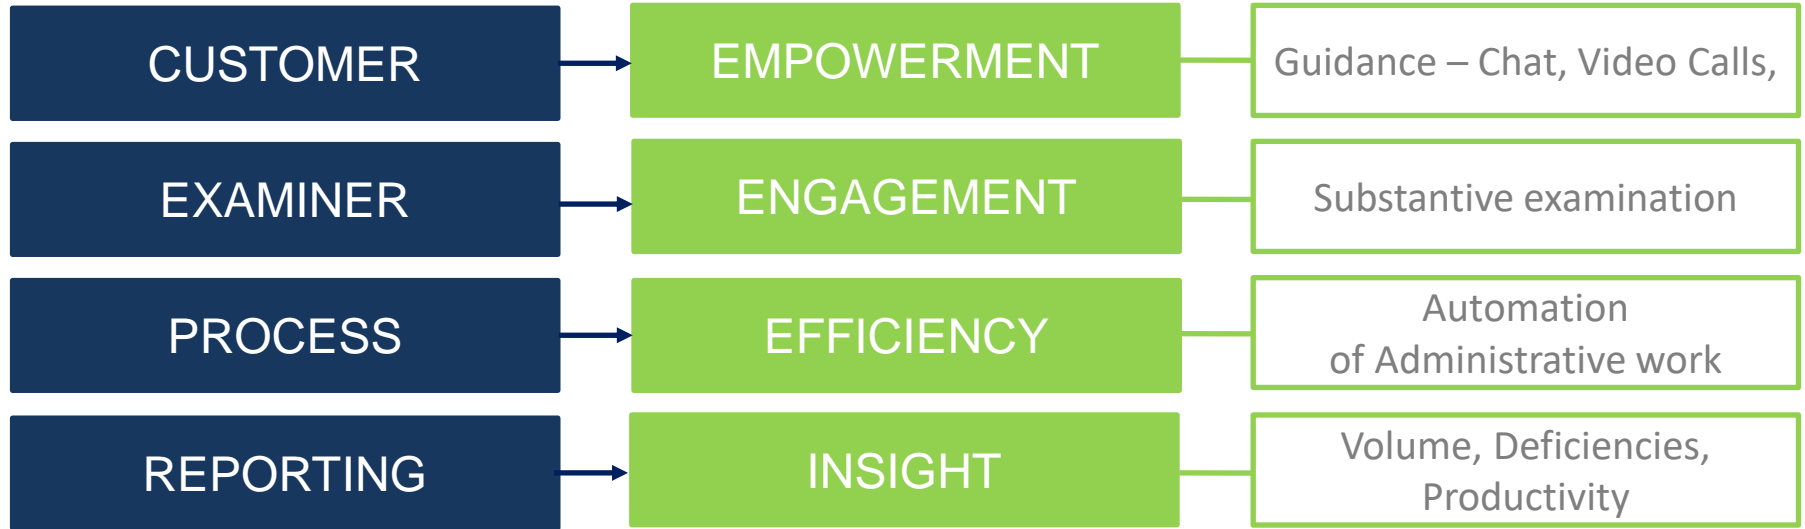 CUSTOMER
EMPOWERMENT
Guidance – Chat, Video Calls,
EXAMINER
ENGAGEMENT
Substantive examination
PROCESS
EFFICIENCY
Automation
of Administrative work
REPORTING
INSIGHT
Volume, Deficiencies,
Productivity